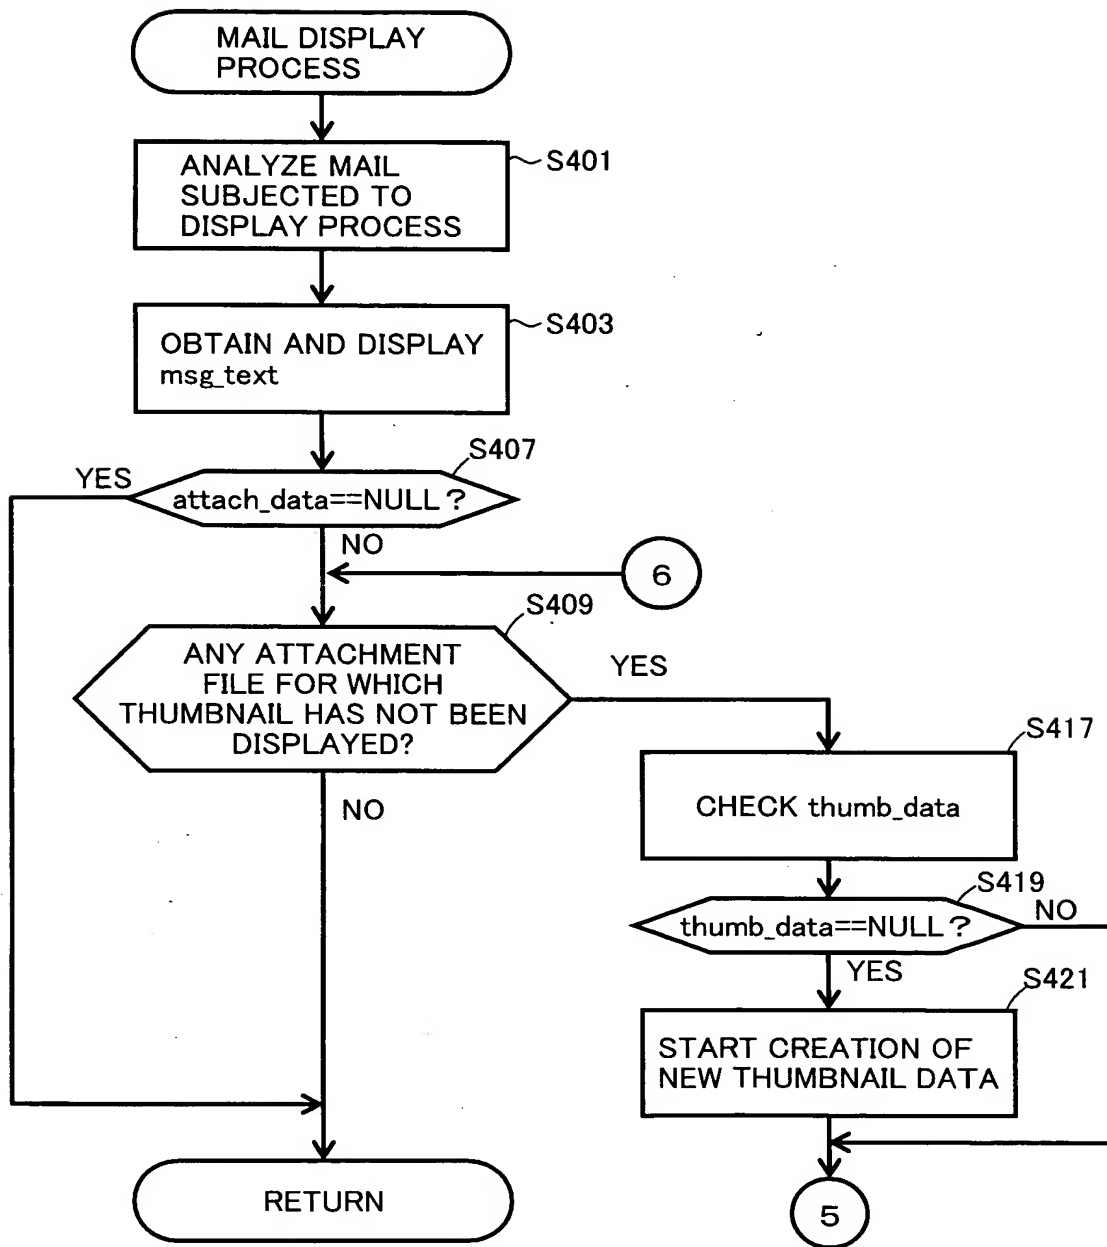 MAIL DISPLAY
PROCESS
ANALYZE MAIL
SUBJECTED TO
DISPLAY PROCESS
S401
OBTAIN AND DISPLAY
msg_text
S403
S407
YES
attach_data==NULL?
NO
6
S409
ANY ATTACHMENT
FILE FOR WHICH
THUMBNAIL HAS NOT BEEN
DISPLAYED?
YES
NO
S417
CHECK thumb_data
S419
thumb_data==NULL?
NO
YES
S421
START CREATION OF
NEW THUMBNAIL DATA
5
RETURN